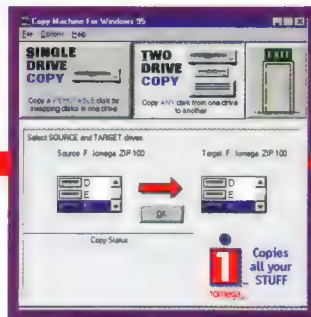 Copy Machine For Windows 95
File Options Help
SINGLE
DRIVE
COPY
Copy a REMOVABLE disk by
swapping disks in one drive
TWO
DRIVE
COPY
Copy ANY disk from one drive
to another
EXIT
Select SOURCE and TARGET drives.
Source F Iomega ZIP 100
Target F Iomega ZIP 100
D
E
D
E
OK
Copy Status
Copies
all your
STUFF
iomega